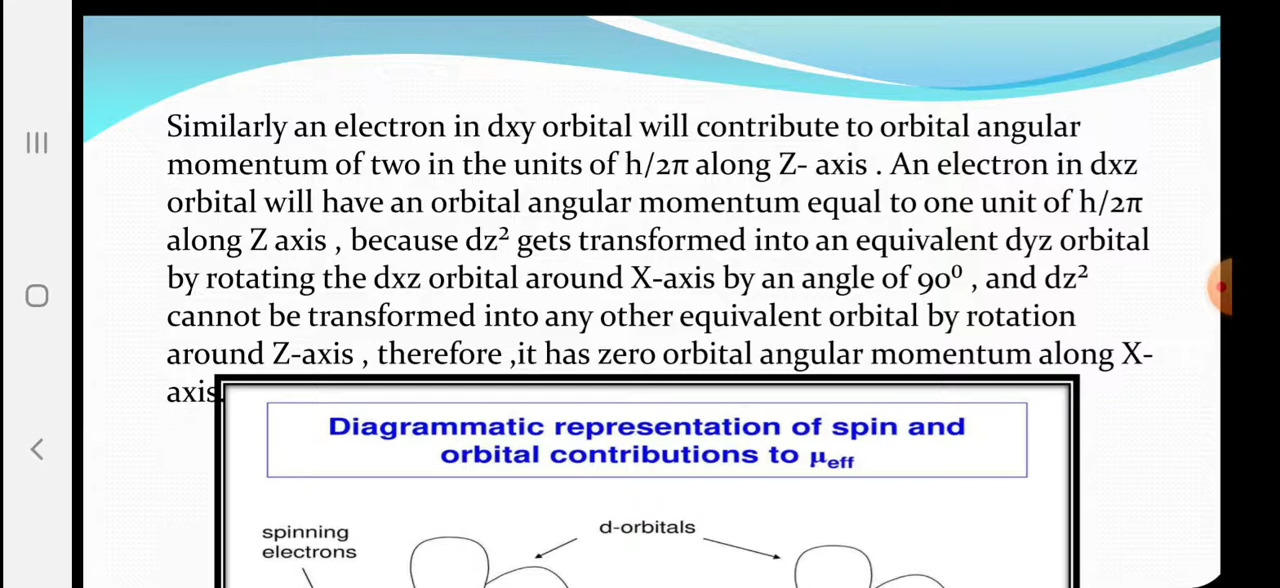 Similarly an electron in dxy orbital will contribute to orbital angular
momentum of two in the units of h/2π along Z- axis . An electron in dxz
orbital will have an orbital angular momentum equal to one unit of h/2π
along Z axis , because dz² gets transformed into an equivalent dyz orbital
by rotating the dxz orbital around X-axis by an angle of 90⁰ , and dz²
cannot be transformed into any other equivalent orbital by rotation
around Z-axis , therefore ,it has zero orbital angular momentum along X-
axis.
Diagrammatic representation of spin and
orbital contributions to μeff
spinning
electrons
d-orbitals